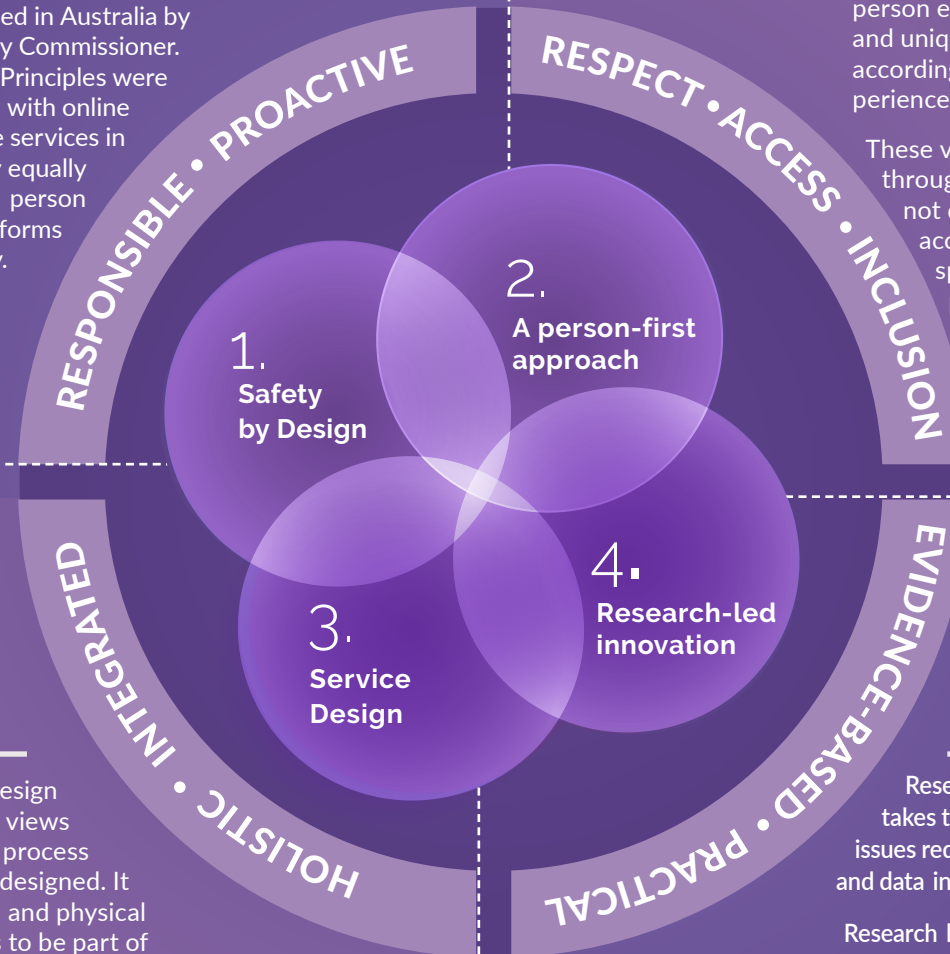 ed in Australia by
y Commissioner.
Principles were
with online
e services in
equally
person
forms
person e
and uniq
according
perience
These v
throug
not
acc
sp
RESPONSIBLE • PROACTIVE
RESPECT • ACCESS • INCLUSION
1.
Safety
by Design
2.
A person-first
approach
3.
Service
Design
4.
Research-led
innovation
HOLISTIC • INTEGRATED
EVIDENCE-BASED • PRACTICAL
esign
views
process
designed. It
and physical
s to be part of
Rese
takes t
issues rec
and data in
Research